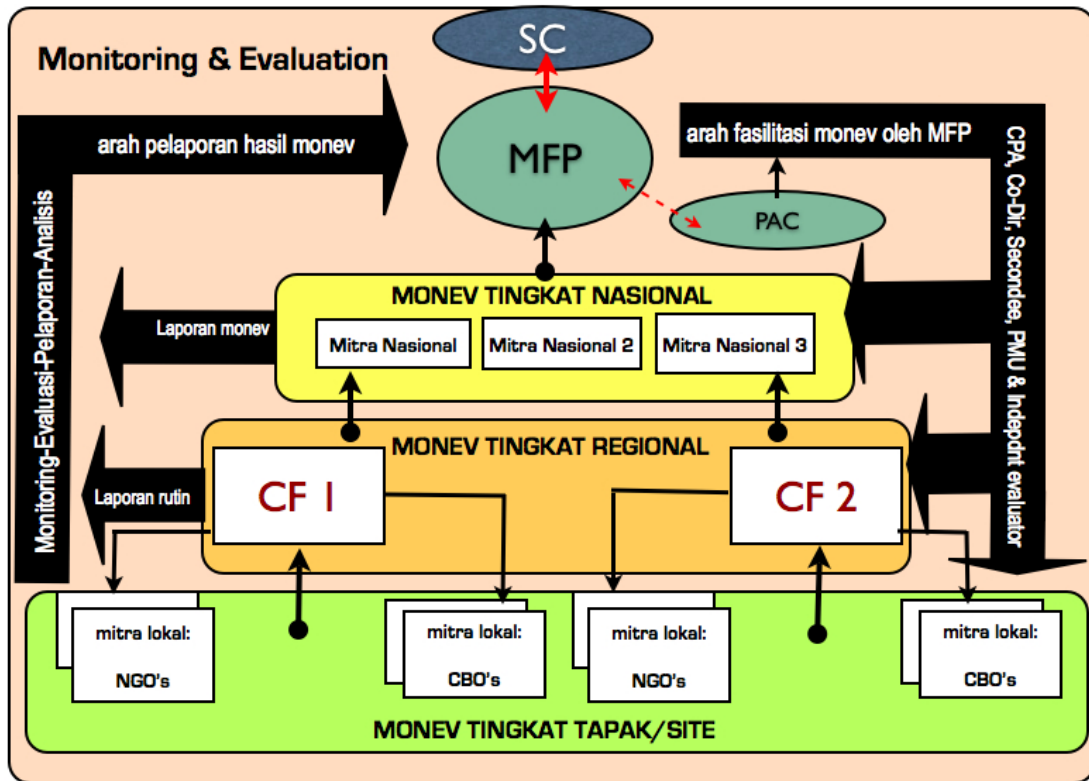 SC
Monitoring & Evaluation
arah pelaporan hasil monev
MFP
arah fasilitasi monev oleh MFP
PAC
CPA, Co-Dir, Secondee, PMU & Indepdnt evaluator
Monitoring-Evaluasi-Pelaporan-Analisis
MONEV TINGKAT NASIONAL
Laporan monev
Mitra Nasional
Mitra Nasional 2
Mitra Nasional 3
MONEV TINGKAT REGIONAL
CF 1
CF 2
Laporan rutin
mitra lokal:
NGO's
mitra lokal:
CBO's
mitra lokal:
NGO's
mitra lokal:
CBO's
MONEV TINGKAT TAPAK/SITE